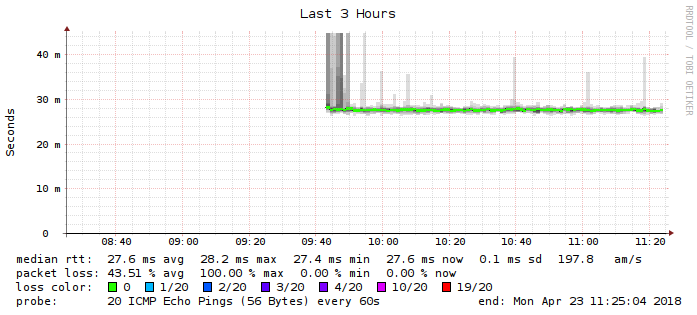 Last 3 Hours
RRDTOOL / TOBI OETIKER
Seconds
40 m
30 m
20 m
10 m
0
08:40 09:00 09:20 09:40 10:00 10:20 10:40 11:00 11:20
median rtt: 27.6 ms avg 28.2 ms max 27.4 ms min 27.6 ms now 0.1 ms sd 197.8 am/s
packet loss: 43.51 % avg 100.00 % max 0.00 % min 0.00 % now
loss color: 0 1/20 2/20 3/20 4/20 10/20 19/20
probe: 20 ICMP Echo Pings (56 Bytes) every 60s end: Mon Apr 23 11:25:04 2018